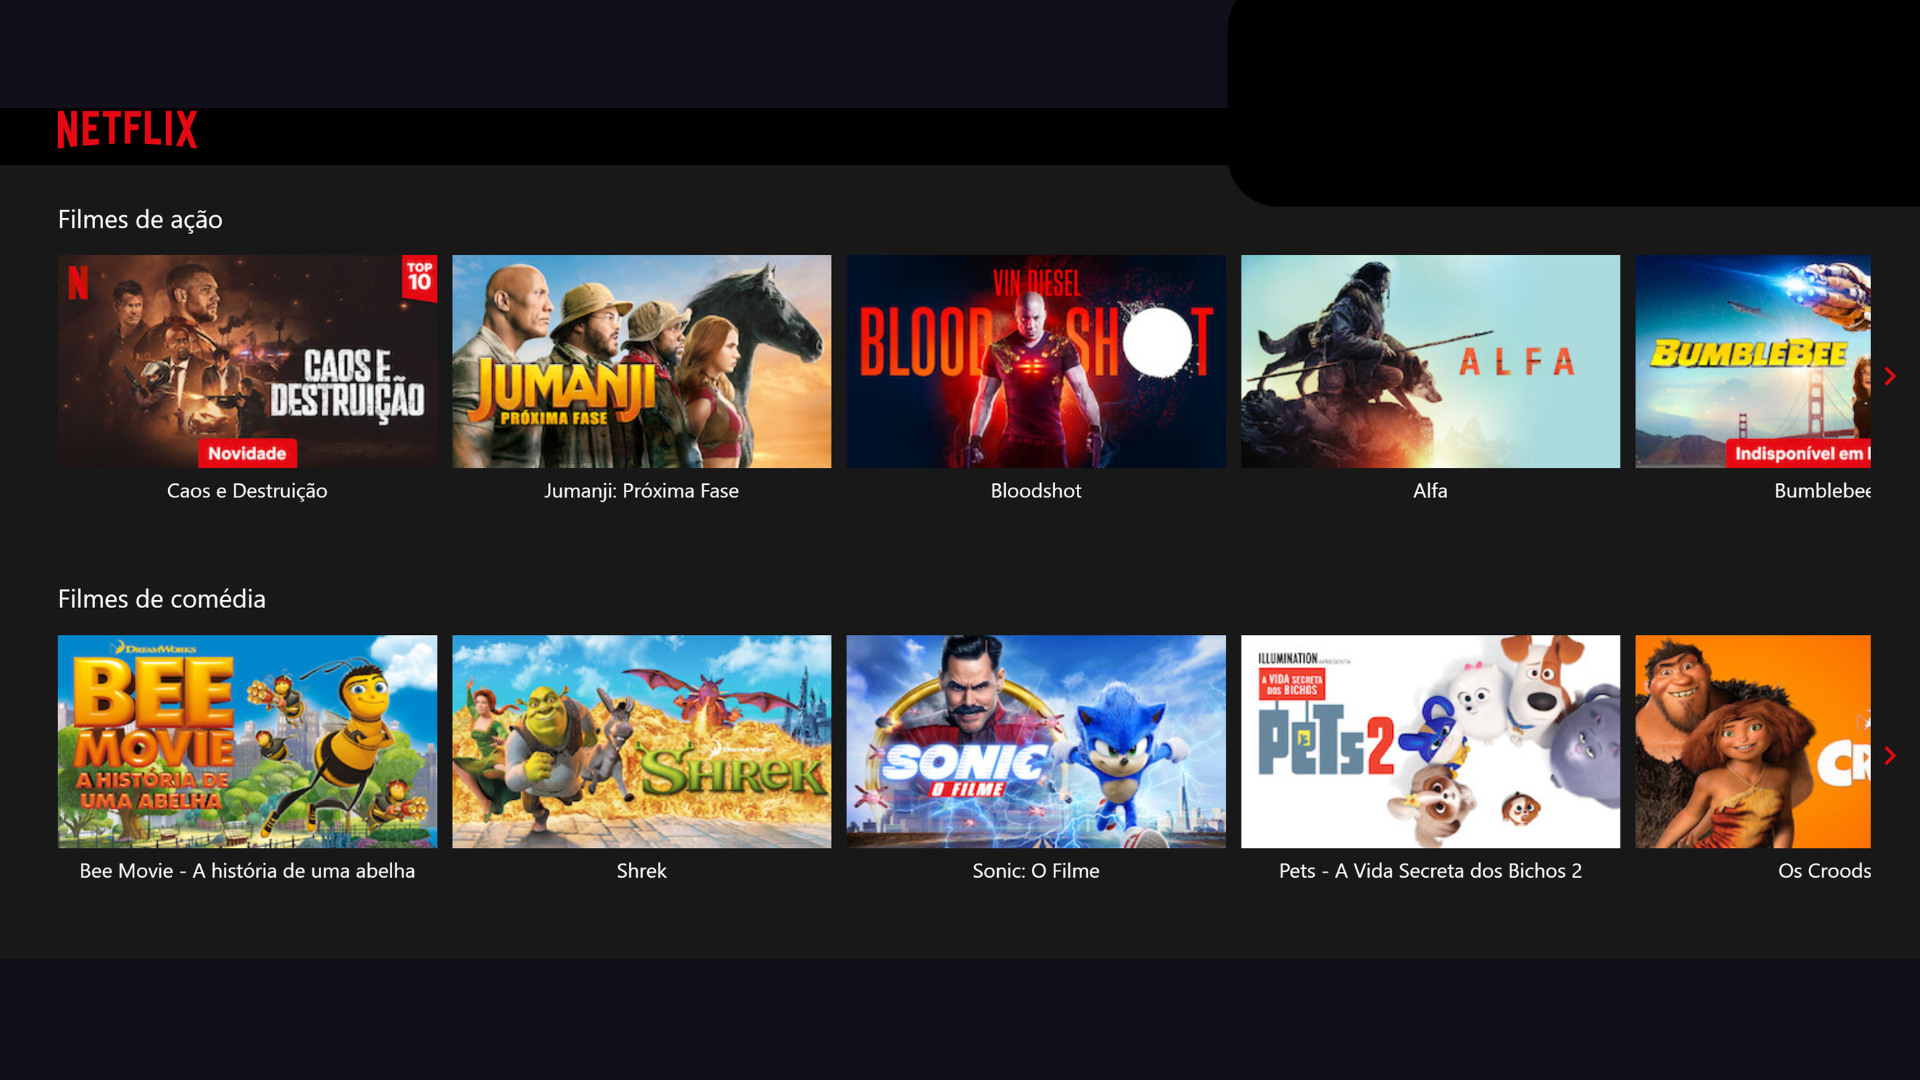 NETFLIX
Filmes de ação
N
TOP
10
CAOS E
DESTRUIÇÃO
Novidade
JUMANJI
PRÓXIMA FASE
VIN DIESEL
BLOODSHOT
ALFA
BUMBLEBEE
Indisponível em
Caos e Destruição
Jumanji: Próxima Fase
Bloodshot
Alfa
Bumblebee
Filmes de comédia
DREAMWORKS
BEE
MOVIE
A HISTÓRIA DE
UMA ABELHA
DREAMWORKS
SHREK
SONIC
O FILME
ILLUMINATION APRESENTA
A VIDA SECRETA
DOS BICHOS
PETS 2
CR
Bee Movie - A história de uma abelha
Shrek
Sonic: O Filme
Pets - A Vida Secreta dos Bichos 2
Os Croods